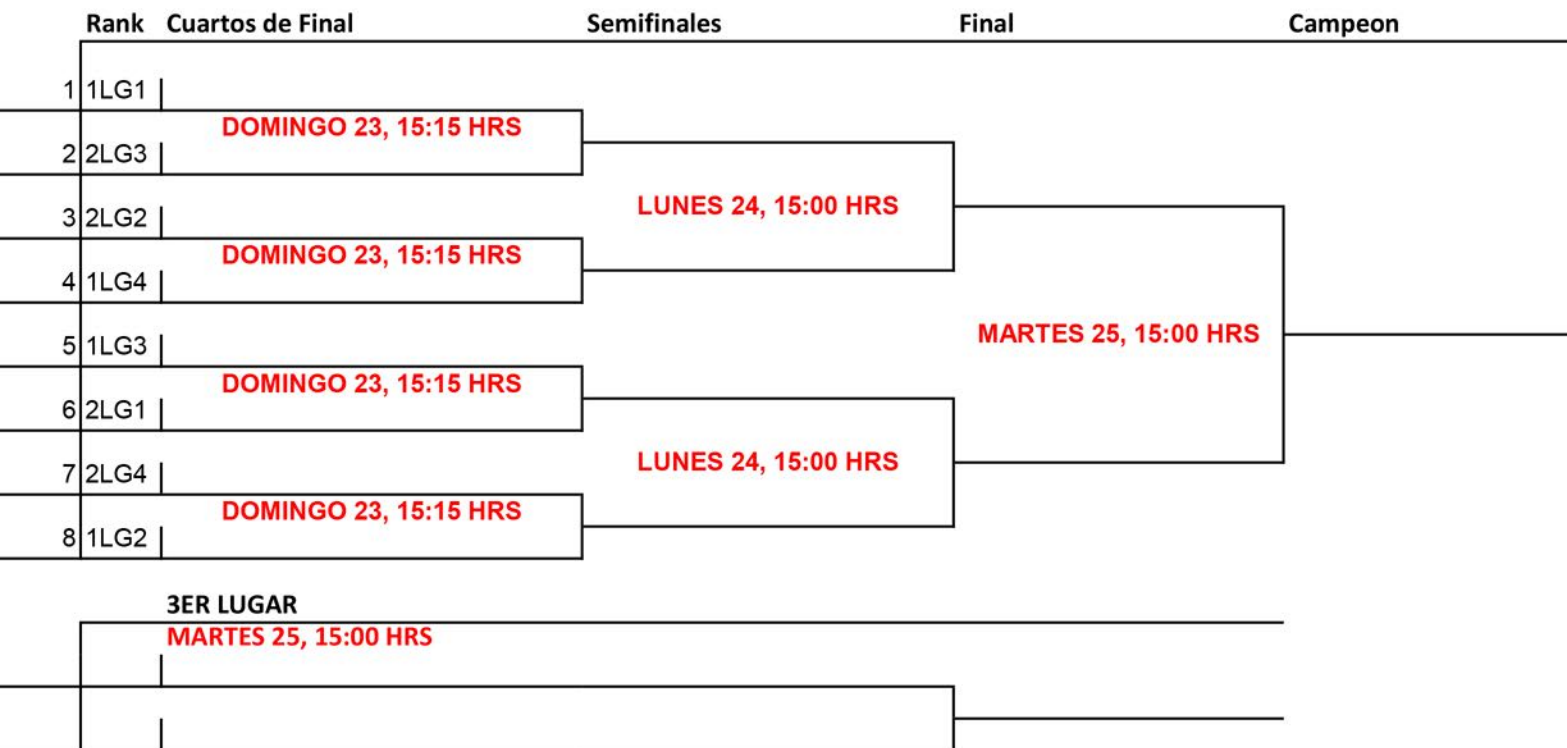 Rank Cuartos de Final Semifinales Final Campeon
1 1LG1
DOMINGO 23, 15:15 HRS
2 2LG3
LUNES 24, 15:00 HRS
3 2LG2
DOMINGO 23, 15:15 HRS
4 1LG4
MARTES 25, 15:00 HRS
5 1LG3
DOMINGO 23, 15:15 HRS
6 2LG1
LUNES 24, 15:00 HRS
7 2LG4
DOMINGO 23, 15:15 HRS
8 1LG2
3ER LUGAR
MARTES 25, 15:00 HRS